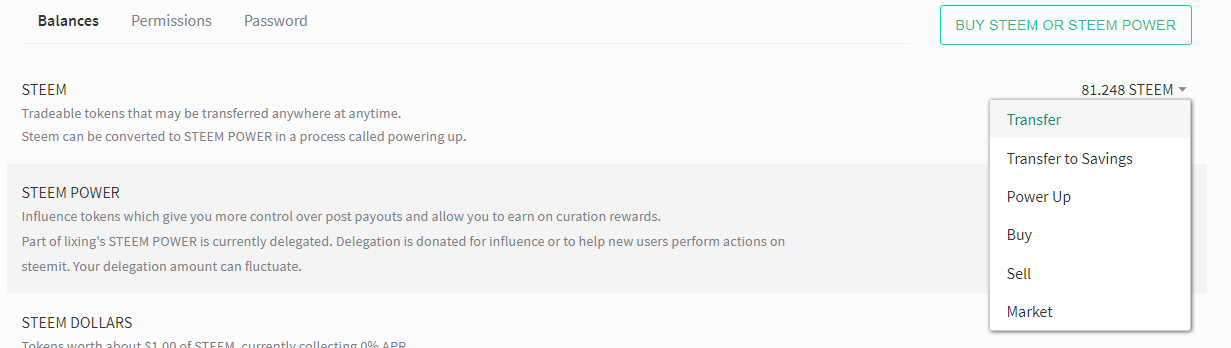 Balances Permissions Password
BUY STEEM OR STEEM POWER
STEEM
81.248 STEEM
Tradeable tokens that may be transferred anywhere at anytime.
Steem can be converted to STEEM POWER in a process called powering up.
Transfer
Transfer to Savings
Power Up
Buy
Sell
Market
STEEM POWER
Influence tokens which give you more control over post payouts and allow you to earn on curation rewards.
Part of lixing's STEEM POWER is currently delegated. Delegation is donated for influence or to help new users perform actions on
steemit. Your delegation amount can fluctuate.
STEEM DOLLARS
Tokens worth about $1.00 of STEEM, currently collecting 0% APR.